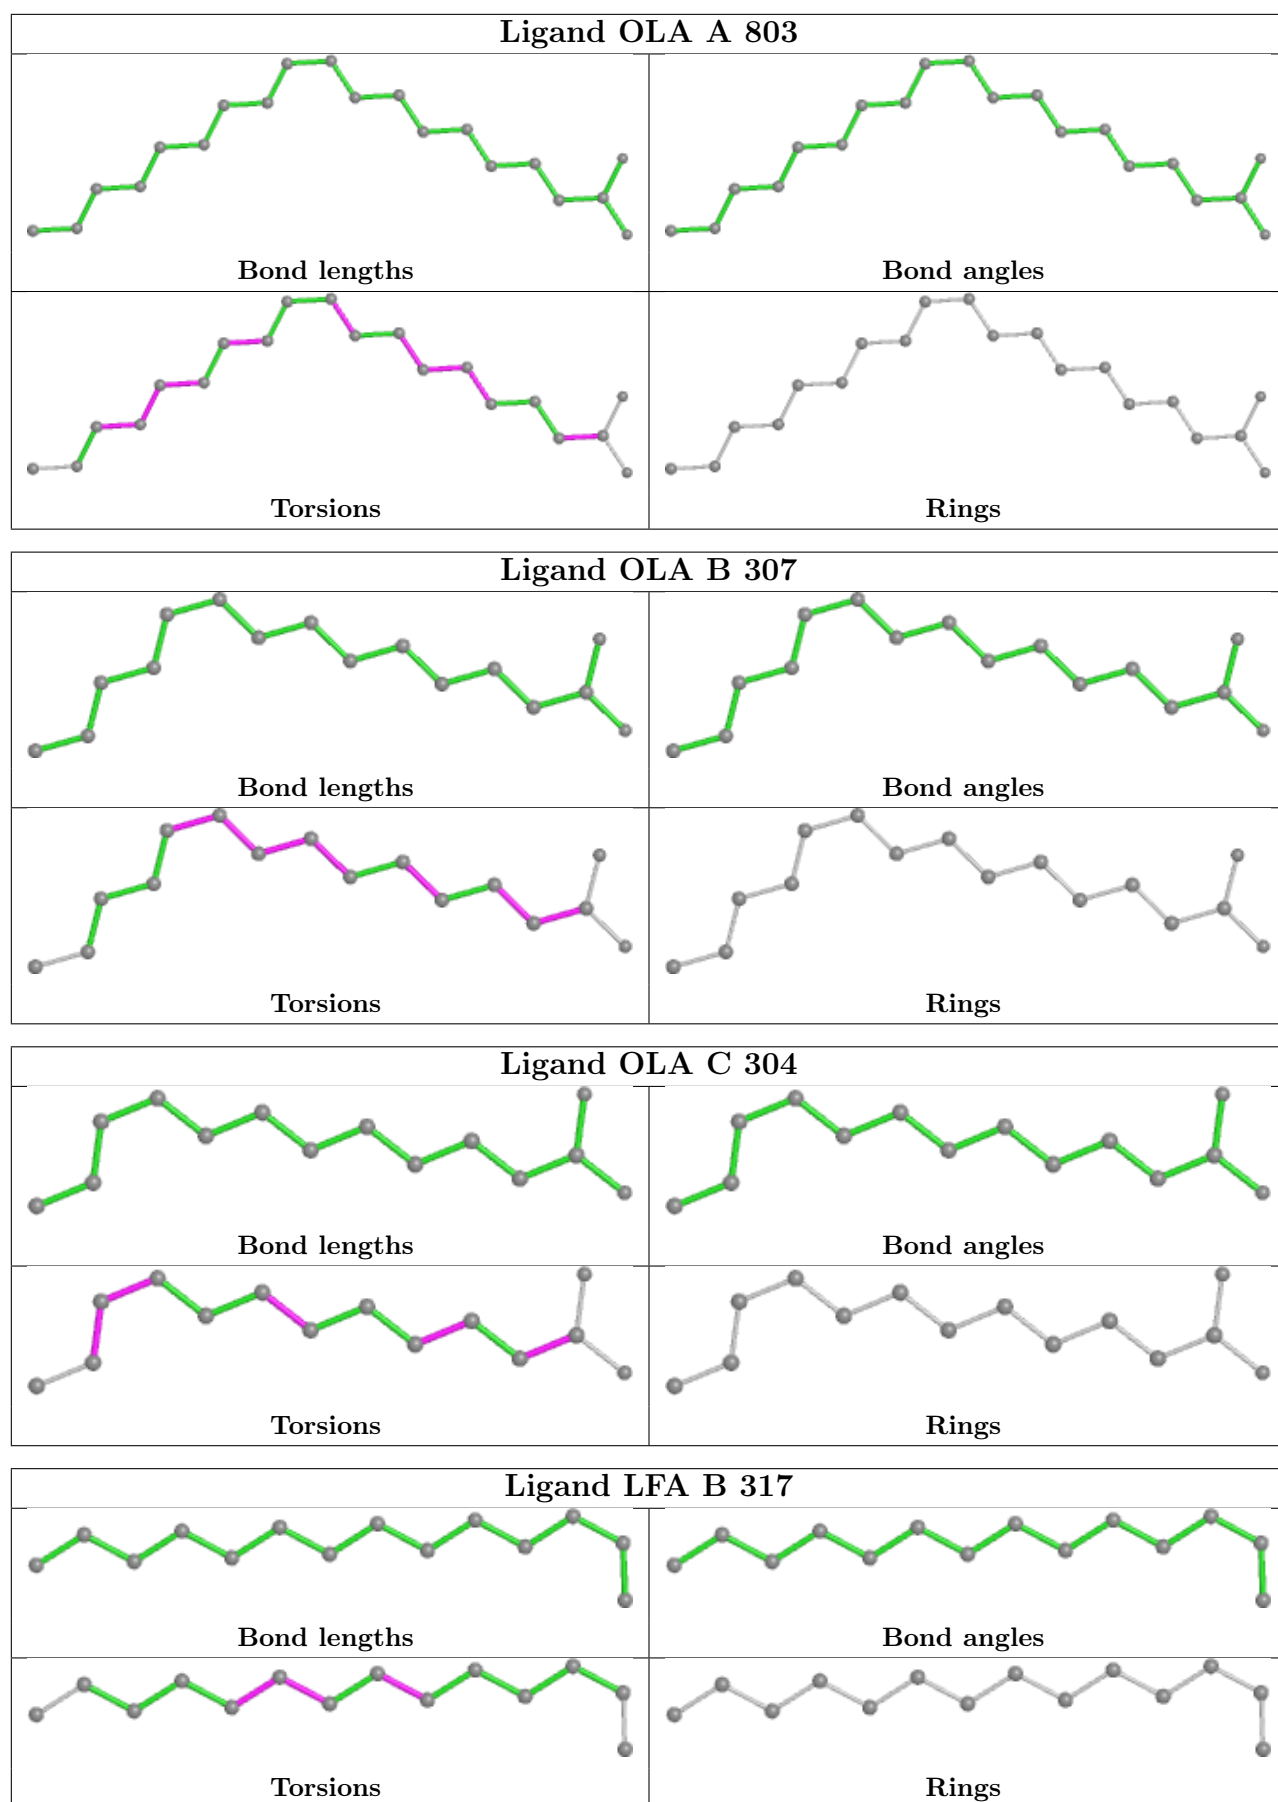 Ligand OLA A 803
Bond lengths
Bond angles
Torsions
Rings
Ligand OLA B 307
Bond lengths
Bond angles
Torsions
Rings
Ligand OLA C 304
Bond lengths
Bond angles
Torsions
Rings
Ligand LFA B 317
Bond lengths
Bond angles
Torsions
Rings